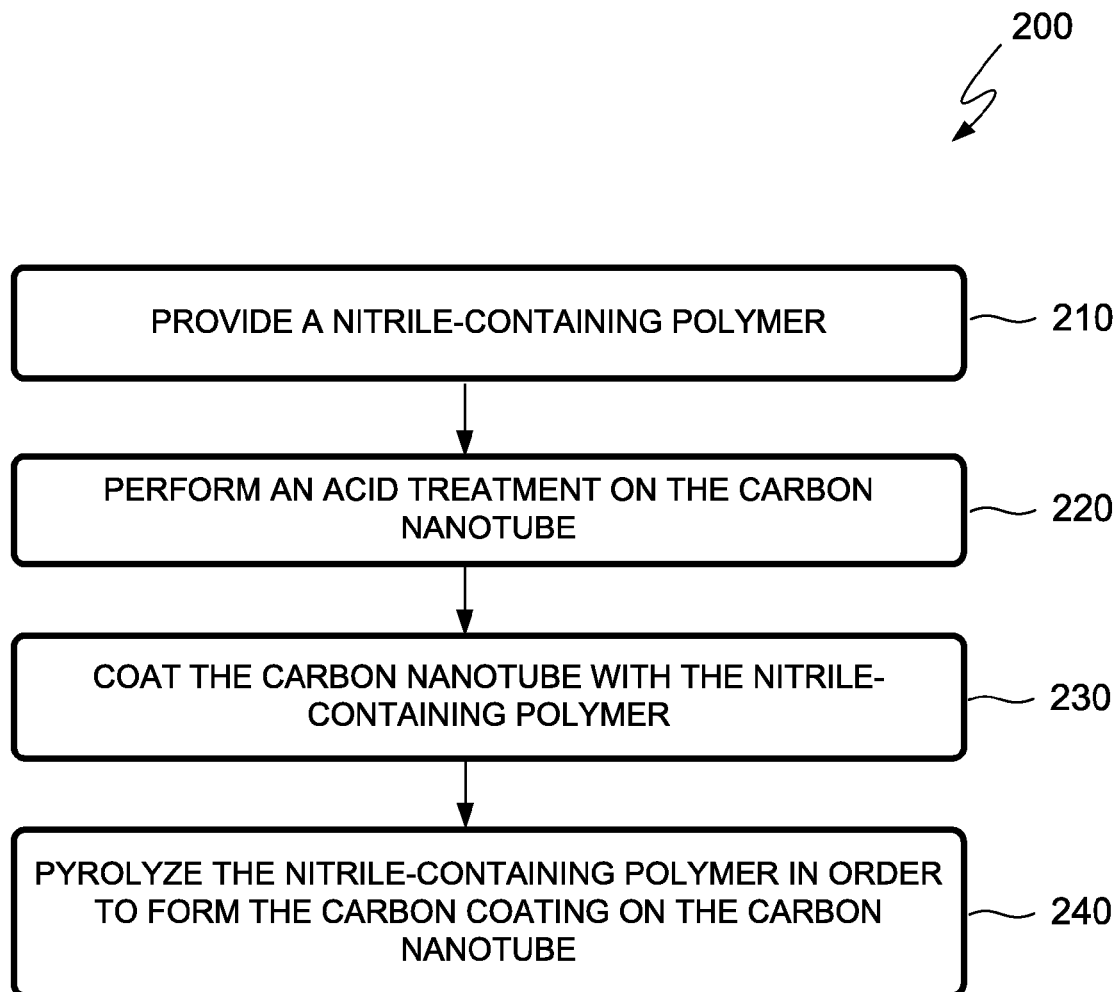 200
PROVIDE A NITRILE-CONTAINING POLYMER
210
PERFORM AN ACID TREATMENT ON THE CARBON
NANOTUBE
220
COAT THE CARBON NANOTUBE WITH THE NITRILE-
CONTAINING POLYMER
230
PYROLYZE THE NITRILE-CONTAINING POLYMER IN ORDER
TO FORM THE CARBON COATING ON THE CARBON
NANOTUBE
240